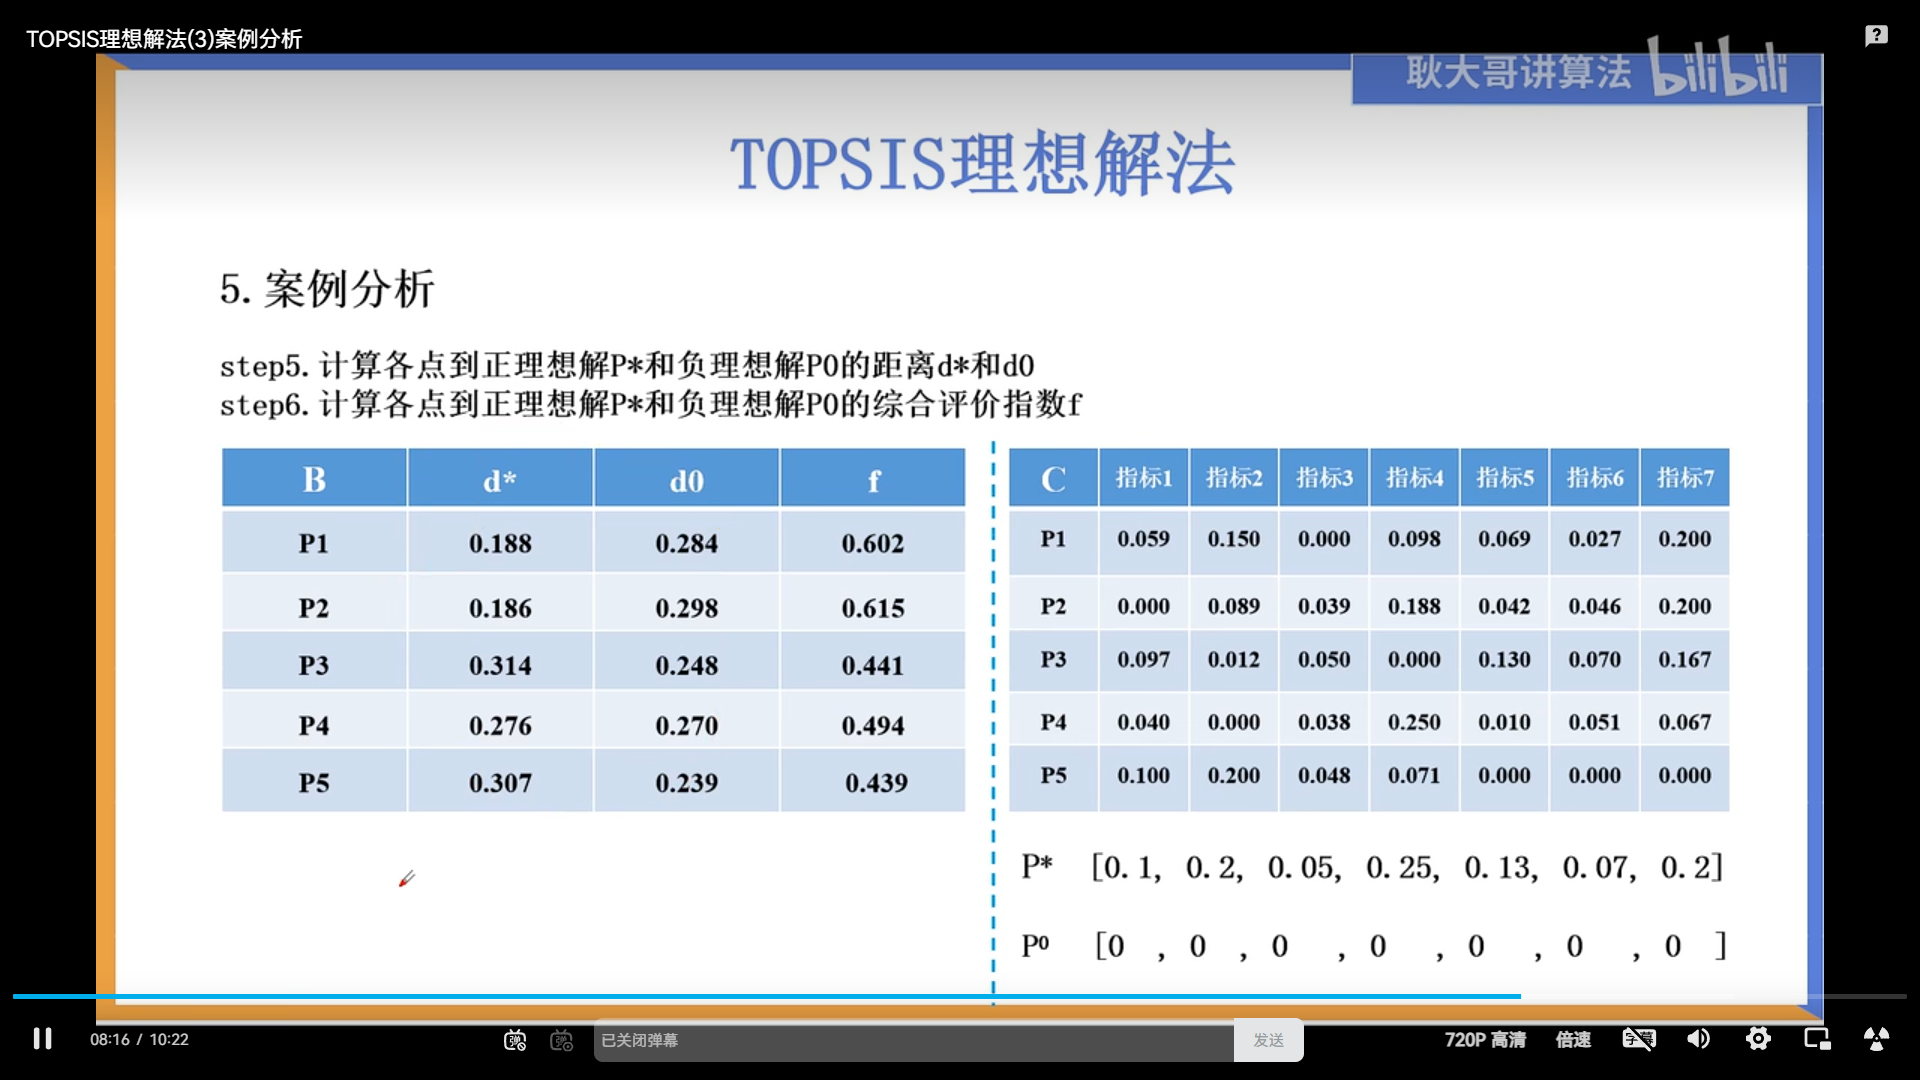 TOPSIS理想解法(3)案例分析
耿大哥讲算法 bilibili
TOPSIS理想解法
5.案例分析
step5.计算各点到正理想解P*和负理想解P0的距离d*和d0
step6.计算各点到正理想解P*和负理想解P0的综合评价指数f
B d* d0 f
P1 0.188 0.284 0.602
P2 0.186 0.298 0.615
P3 0.314 0.248 0.441
P4 0.276 0.270 0.494
P5 0.307 0.239 0.439
C 指标1 指标2 指标3 指标4 指标5 指标6 指标7
P1 0.059 0.150 0.000 0.098 0.069 0.027 0.200
P2 0.000 0.089 0.039 0.188 0.042 0.046 0.200
P3 0.097 0.012 0.050 0.000 0.130 0.070 0.167
P4 0.040 0.000 0.038 0.250 0.010 0.051 0.067
P5 0.100 0.200 0.048 0.071 0.000 0.000 0.000
P* [0.1, 0.2, 0.05, 0.25, 0.13, 0.07, 0.2]
P0 [0 , 0 , 0 , 0 , 0 , 0 , 0 ]
08:16 / 10:22 弹 弹 已关闭弹幕 发送 720P 高清 倍速 字幕